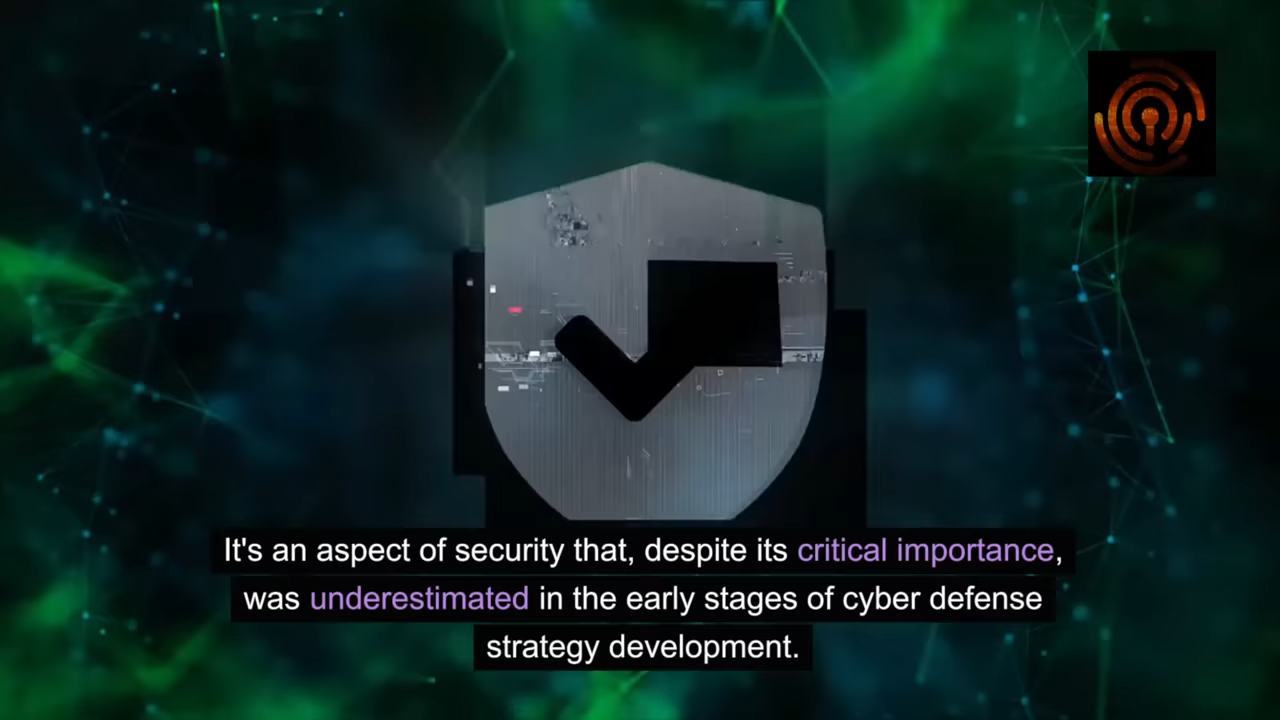 It's an aspect of security that, despite its critical importance,
was underestimated in the early stages of cyber defense
strategy development.